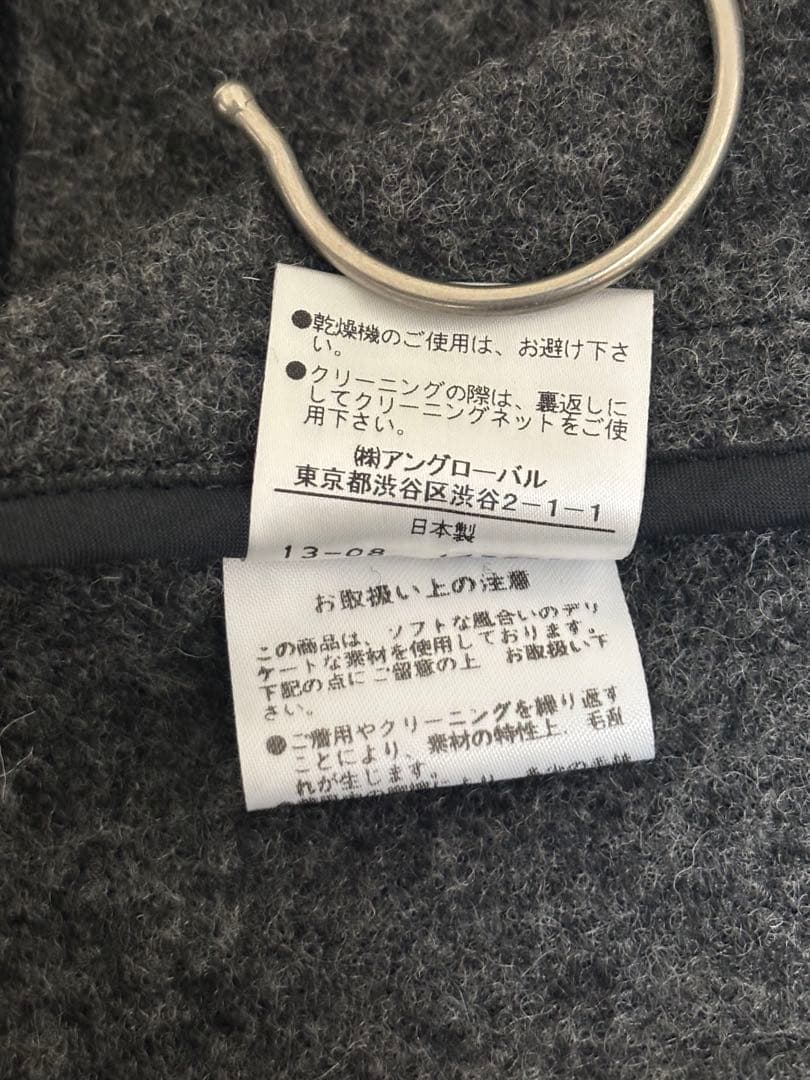 ●乾燥機のご使用は、お避け下さ
い。
●クリーニングの際は、裏返しに
してクリーニングネットをご使
用下さい。
㈱アングローバル
東京都渋谷区渋谷2-1-1
日本製
13-08
お取扱い上の注意
この商品は、ソフトな風合いのデリ
ケートな素材を使用しております。
下記の点にご留意の上 お取扱い下
さい。
●ご着用やクリーニングを繰り返す
ことにより、素材の特性上、毛羽
れが生じます。